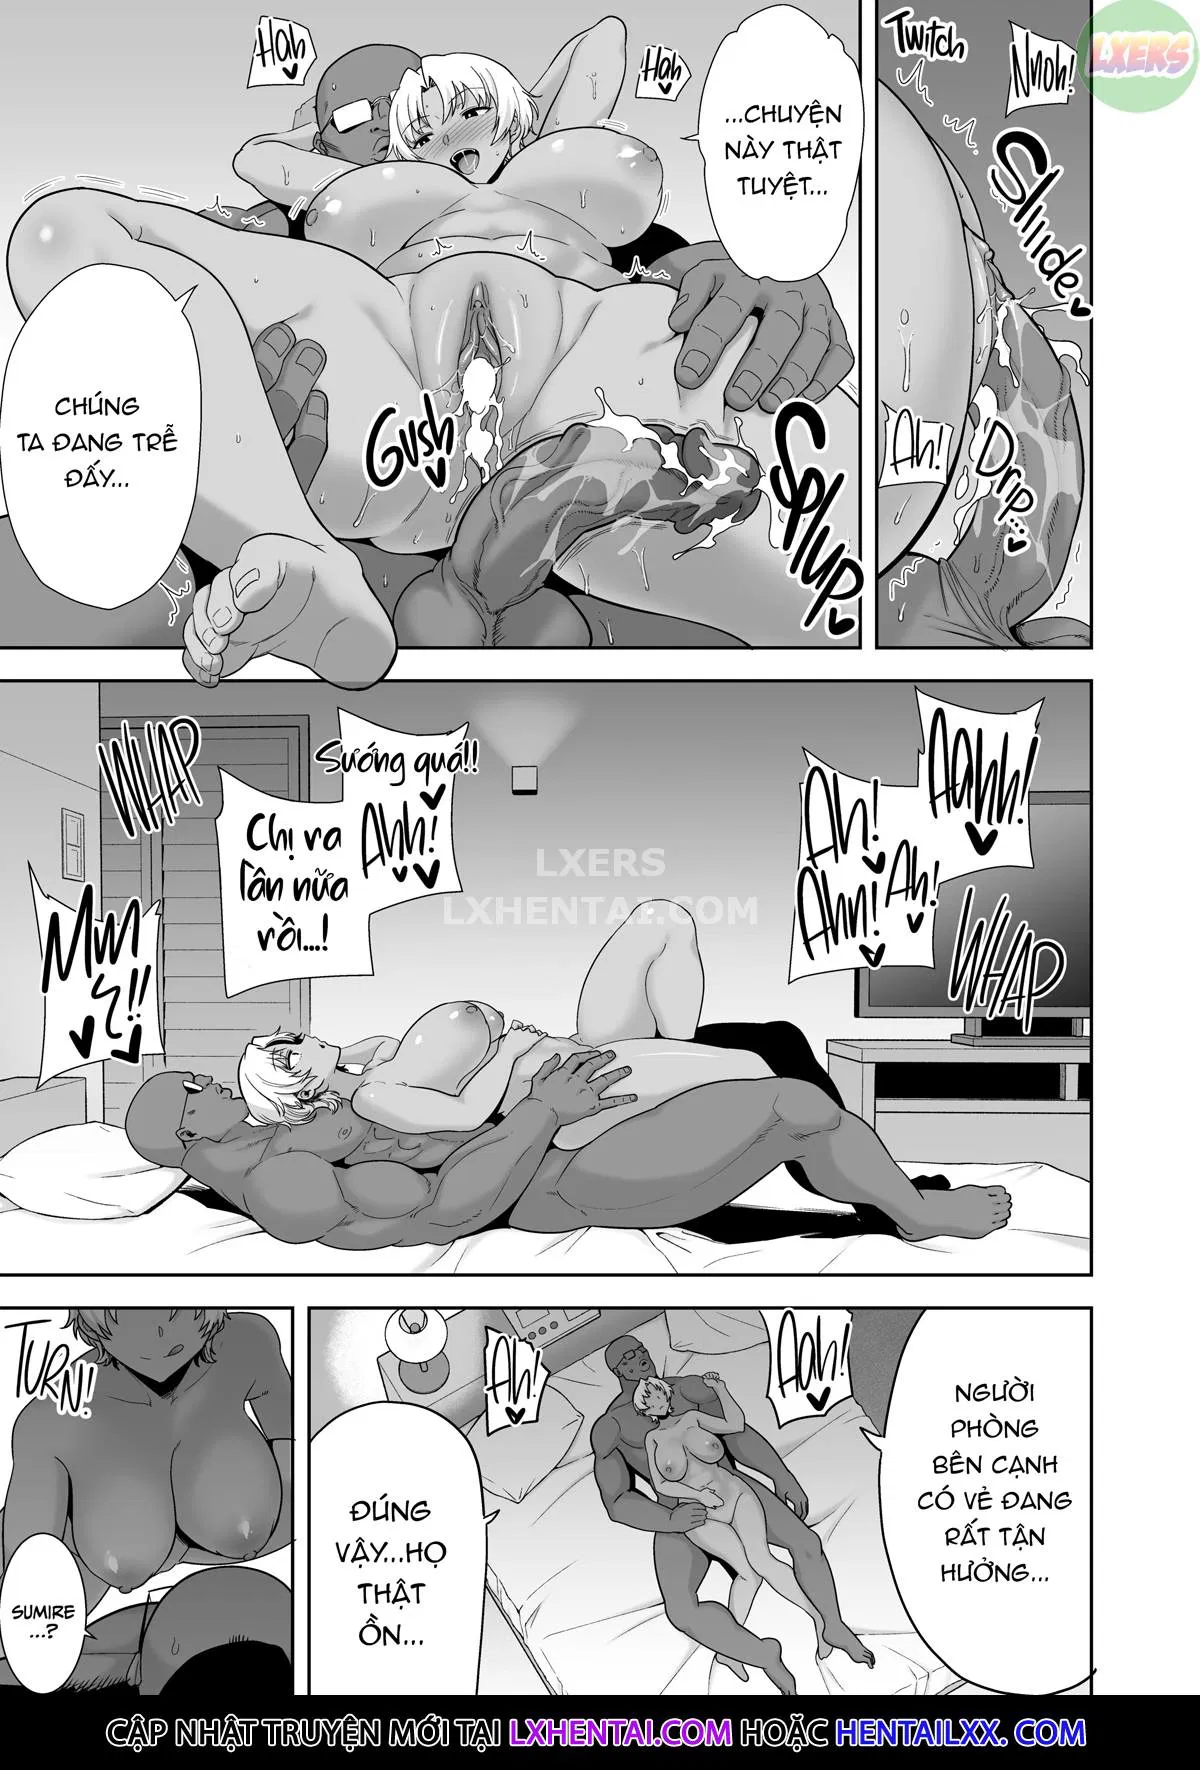 LXERS
Twitch
Nnoh!
Sluuide
Ah!
Drip...
Hah
Hah
...CHUYỆN
NÀY THẬT
TUYỆT...
CHÚNG
TA ĐANG TRỄ
ĐẤY...
Gush
Splyup
Aahh!
Ah!
Ah!
Ahn!
WHAP
Sướng quá!!
Ahh!
Chị ra
lần nữa
rồi...!
WHAP
Mm
!!
LXERS
LXHENTAI.COM
NGƯỜI
PHÒNG
BÊN CẠNH
CÓ VẺ ĐANG
RẤT TẬN
HƯỞNG...
Aah!
Ah!
ĐÚNG
VẬY...HỌ
THẬT
ỒN...
TURN!
SUMIRE
...?
CẬP NHẬT TRUYỆN MỚI TẠI LXHENTAI.COM HOẶC HENTAILXX. COM